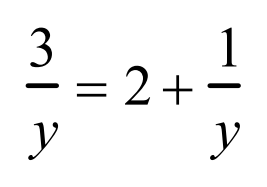 3/y = 2 + 1/y